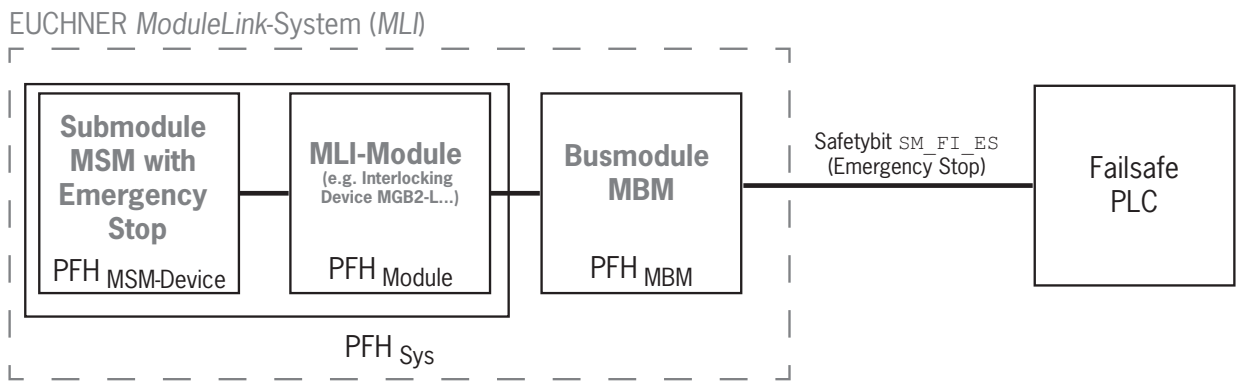 EUCHNER ModuleLink-System (MLI)
Submodule
MSM with
Emergency
Stop
PFH MSM-Device
MLI-Module
(e.g. Interlocking
Device MGB2-L...)
PFH Module
Busmodule
MBM
PFH MBM
PFH Sys
Safetybit SM_FI_ES
(Emergency Stop)
Failsafe
PLC